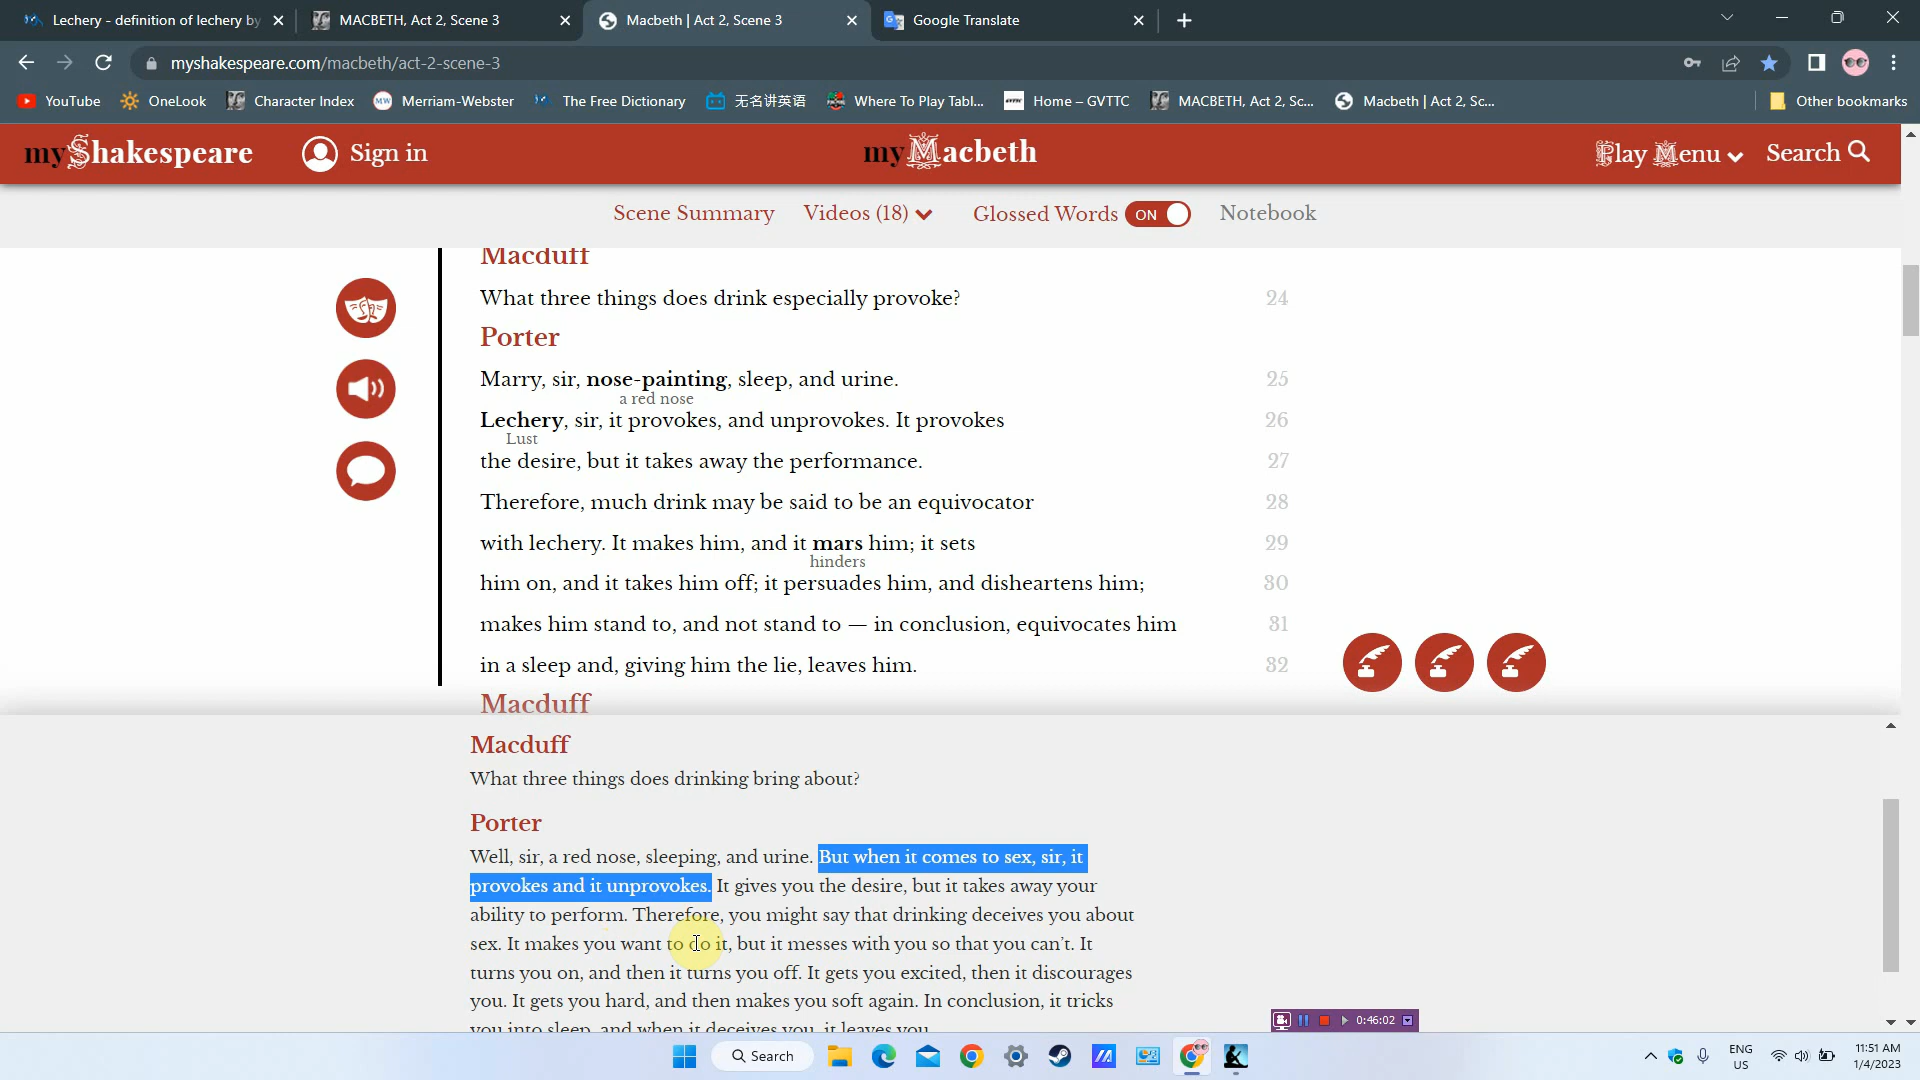 Lechery - definition of lechery by
MACBETH, Act 2, Scene 3
Macbeth | Act 2, Scene 3
Google Translate
myshakespeare.com/macbeth/act-2-scene-3
YouTube
OneLook
Character Index
Merriam-Webster
The Free Dictionary
无名讲英语
Where To Play Tabl...
Home – GVTTC
MACBETH, Act 2, Sc...
Macbeth | Act 2, Sc...
Other bookmarks
myShakespeare
Sign in
myMacbeth
Play Menu
Search
Scene Summary
Videos (18)
Glossed Words ON
Notebook
Macduff
What three things does drink especially provoke? 24
Porter
Marry, sir, nose-painting, sleep, and urine. 25
a red nose
Lechery, sir, it provokes, and unprovokes. It provokes 26
Lust
the desire, but it takes away the performance. 27
Therefore, much drink may be said to be an equivocator 28
with lechery. It makes him, and it mars him; it sets 29
hinders
him on, and it takes him off; it persuades him, and disheartens him; 30
makes him stand to, and not stand to — in conclusion, equivocates him 31
in a sleep and, giving him the lie, leaves him. 32
Macduff
Macduff
What three things does drinking bring about?
Porter
Well, sir, a red nose, sleeping, and urine. But when it comes to sex, sir, it
provokes and it unprovokes. It gives you the desire, but it takes away your
ability to perform. Therefore, you might say that drinking deceives you about
sex. It makes you want to do it, but it messes with you so that you can't. It
turns you on, and then it turns you off. It gets you excited, then it discourages
you. It gets you hard, and then makes you soft again. In conclusion, it tricks
you into sleep, and when it deceives you, it leaves you.
0:46:02
Search
ENG
US
11:51 AM
1/4/2023